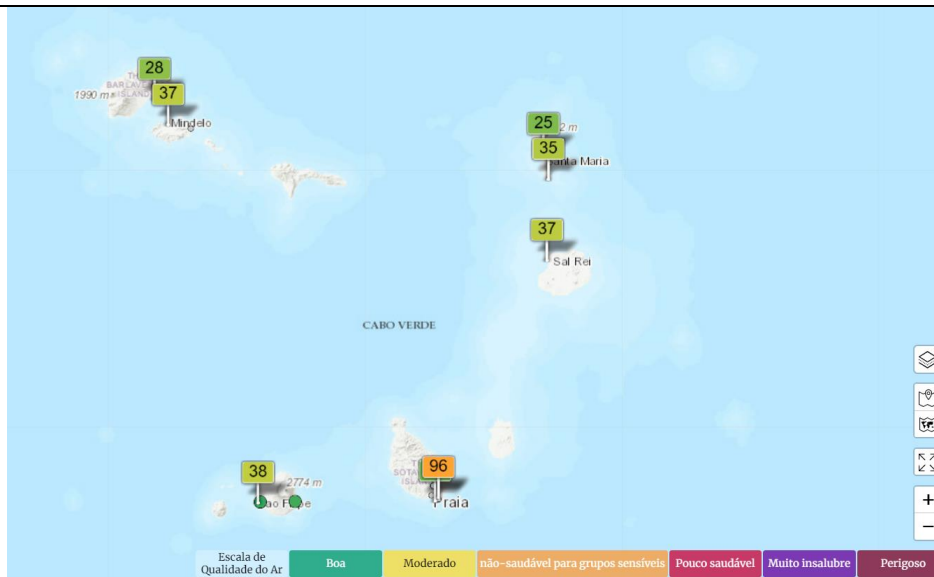 28
1990 m
37
Mindelo
25
2 m
35
Santa Maria
37
Sal Rei
CABO VERDE
38
2774 m
96
Praia
+
−
Escala de
Qualidade do Ar
Boa
Moderado
não-saudável para grupos sensíveis
Pouco saudável
Muito insalubre
Perigoso